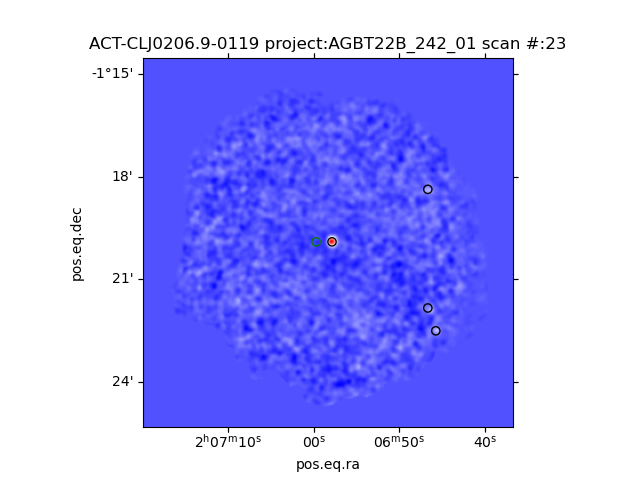 ACT-CLJ0206.9-0119 project:AGBT22B_242_01 scan #:23
-1°15'
18'
21'
24'
pos.eq.dec
2ʰ07ᵐ10ˢ 00ˢ 06ᵐ50ˢ 40ˢ
pos.eq.ra